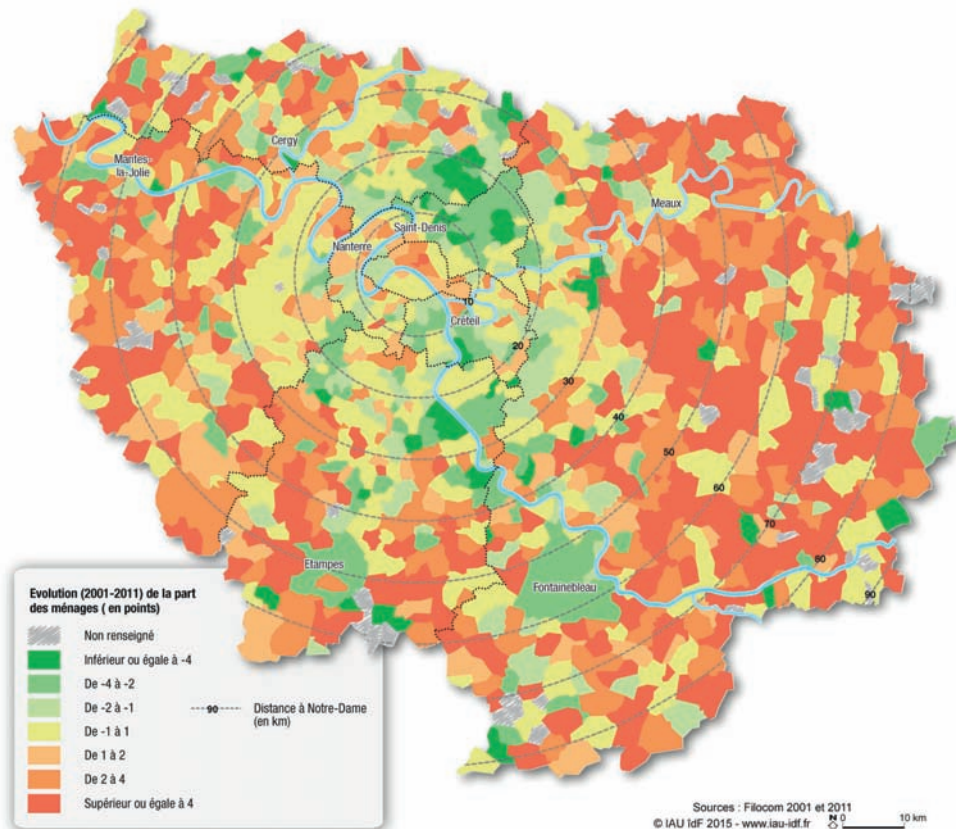 Cergy
Mantes-
la-Jolie
Meaux
Saint-Denis
Nanterre
10
Créteil
20
30
40
50
60
70
80
90
Etampes
Fontainebleau
Evolution (2001-2011) de la part
des ménages ( en points)
Non renseigné
Inférieur ou égale à -4
De -4 à -2
De -2 à -1
De -1 à 1
De 1 à 2
De 2 à 4
Supérieur ou égale à 4
90
Distance à Notre-Dame
(en km)
Sources : Filocom 2001 et 2011
© IAU îdF 2015 - www.iau-idf.fr
N
0
10 km